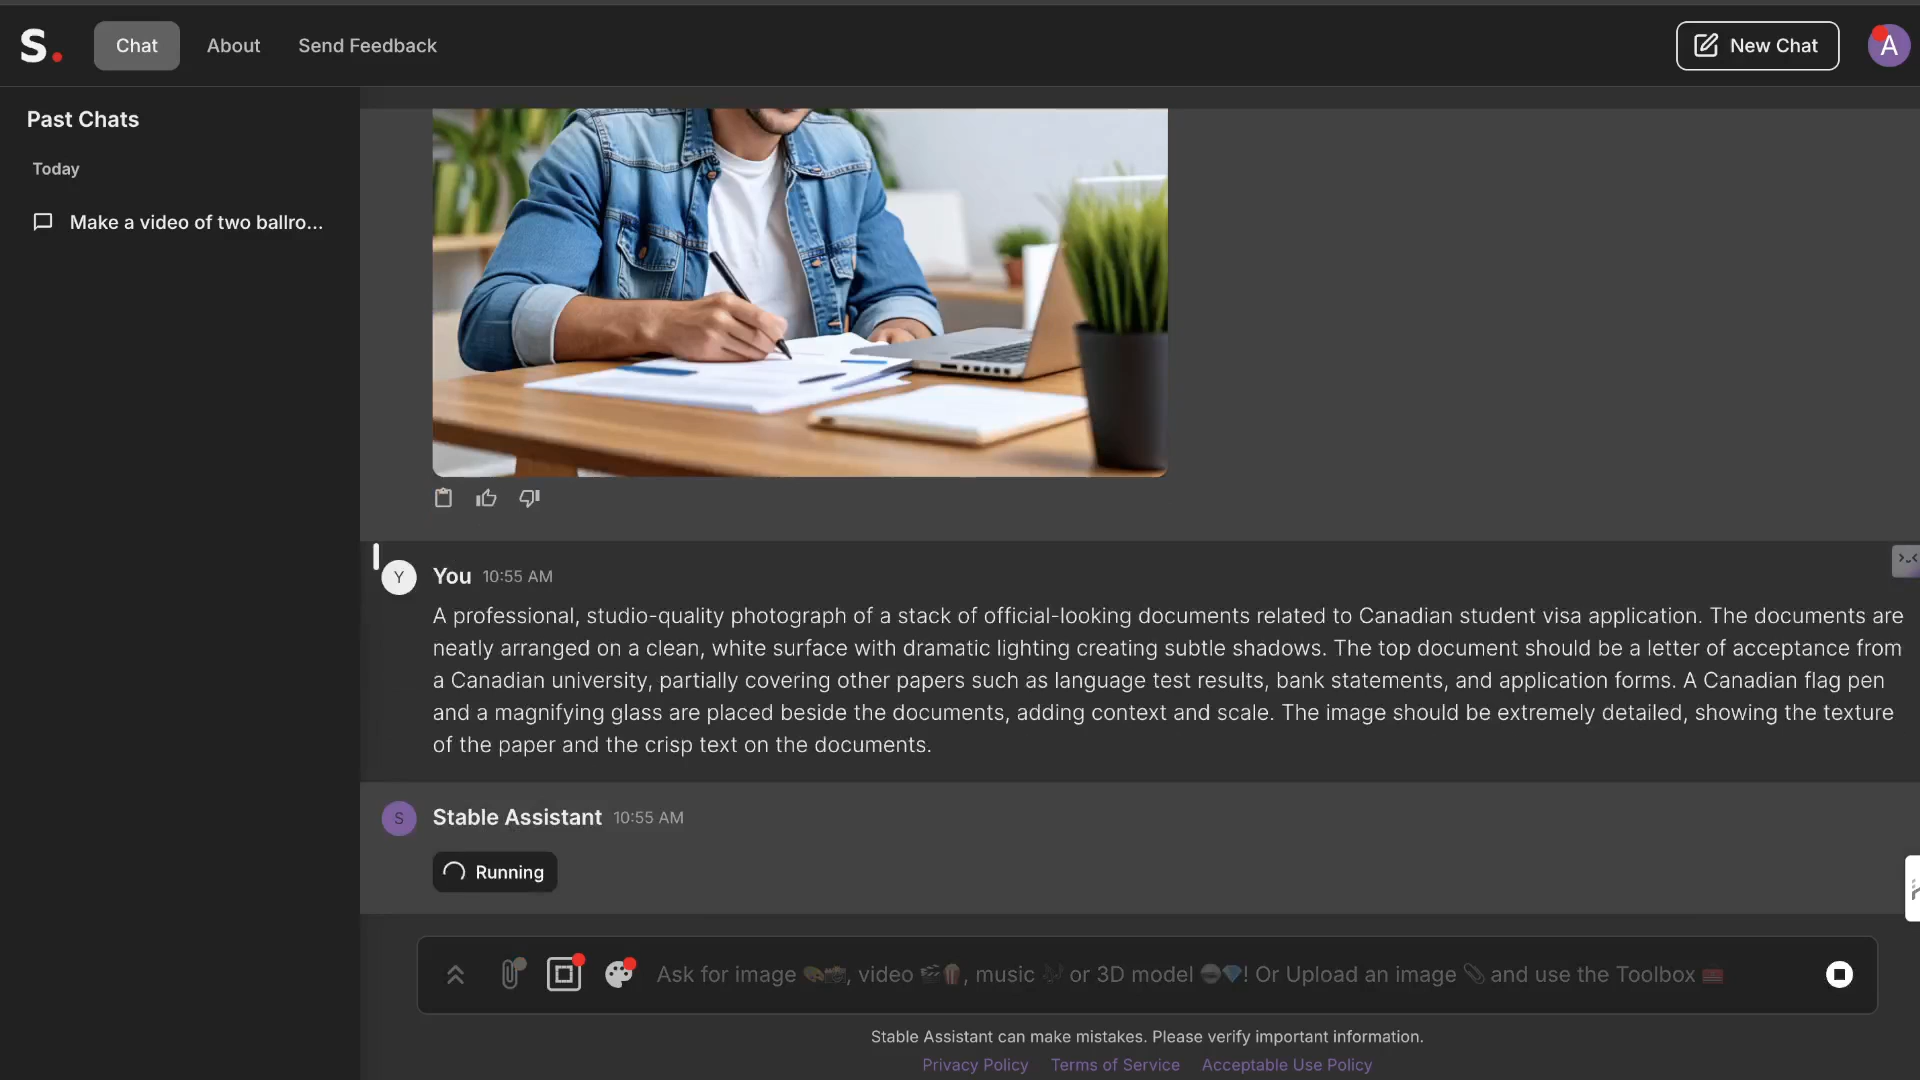 S.
Chat
About
Send Feedback
New Chat
A
Past Chats
Today
Make a video of two ballro...
Y
You 10:55 AM
A professional, studio-quality photograph of a stack of official-looking documents related to Canadian student visa application. The documents are
neatly arranged on a clean, white surface with dramatic lighting creating subtle shadows. The top document should be a letter of acceptance from
a Canadian university, partially covering other papers such as language test results, bank statements, and application forms. A Canadian flag pen
and a magnifying glass are placed beside the documents, adding context and scale. The image should be extremely detailed, showing the texture
of the paper and the crisp text on the documents.
S
Stable Assistant 10:55 AM
Running
Ask for image 🎨📸, video 🎬🍿, music 🎶 or 3D model 🌐💎! Or Upload an image 📎 and use the Toolbox 🧰
Stable Assistant can make mistakes. Please verify important information.
Privacy Policy Terms of Service Acceptable Use Policy